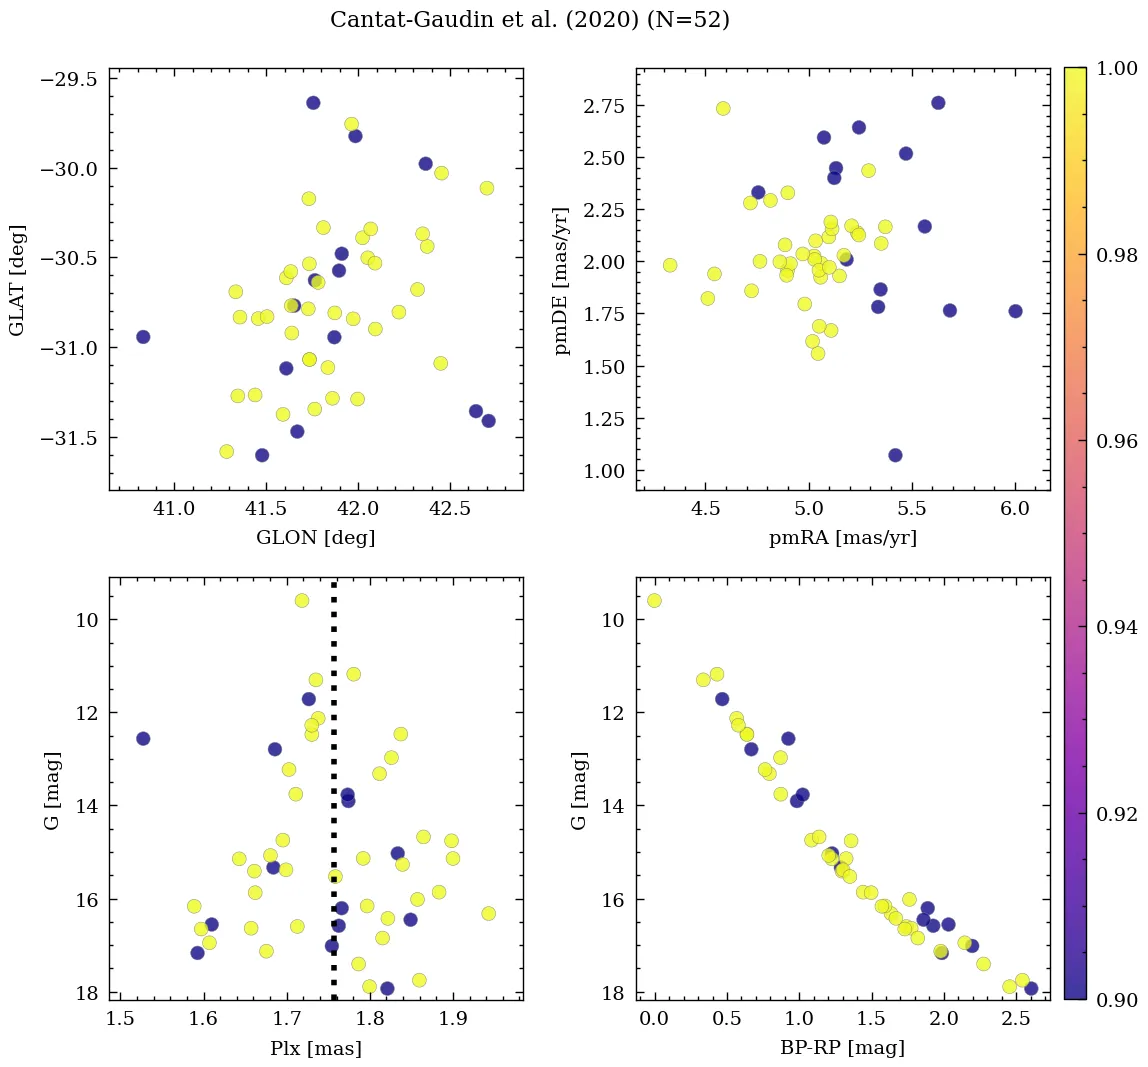 Cantat-Gaudin et al. (2020) (N=52)
−29.5
−30.0
−30.5
−31.0
−31.5
GLAT [deg]
41.0 41.5 42.0 42.5
GLON [deg]
2.75
2.50
2.25
2.00
1.75
1.50
1.25
1.00
pmDE [mas/yr]
4.5 5.0 5.5 6.0
pmRA [mas/yr]
10
12
14
16
18
G [mag]
1.5 1.6 1.7 1.8 1.9
Plx [mas]
10
12
14
16
18
G [mag]
0.0 0.5 1.0 1.5 2.0 2.5
BP-RP [mag]
1.00
0.98
0.96
0.94
0.92
0.90